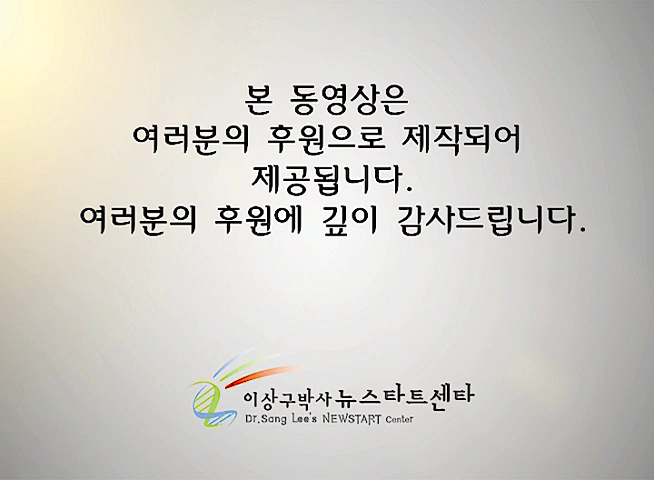 본 동영상은
여러분의 후원으로 제작되어
제공됩니다.
여러분의 후원에 깊이 감사드립니다.
이상구박사 뉴스타트센타
Dr.Sang Lee's NEWSTART Center